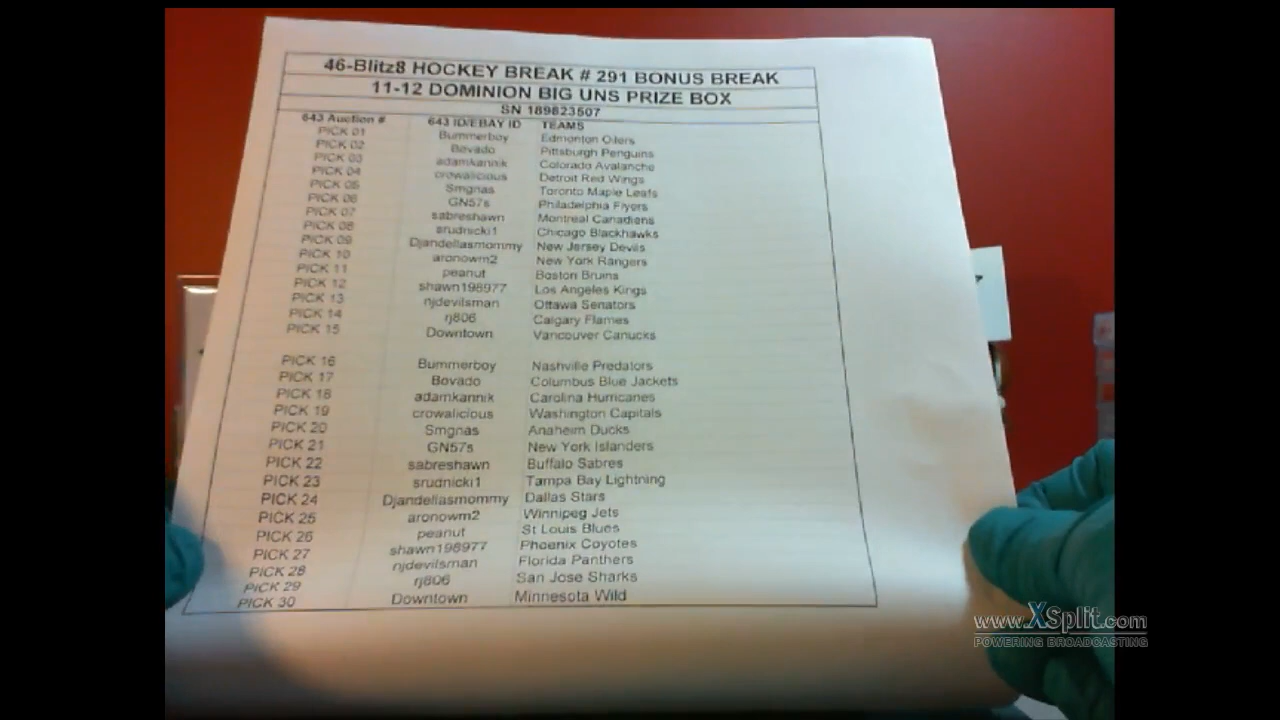 46-Blitz8 HOCKEY BREAK # 291 BONUS BREAK
11-12 DOMINION BIG UNS PRIZE BOX
SN 189823507
643 Auction # 643 ID/EBAY ID TEAMS
PICK 01 Bummerboy Edmonton Oilers
PICK 02 Bovado Pittsburgh Penguins
PICK 03 adamkannik Colorado Avalanche
PICK 04 crowalicious Detroit Red Wings
PICK 05 Smgnas Toronto Maple Leafs
PICK 06 GN57s Philadelphia Flyers
PICK 07 sabreshawn Montreal Canadiens
PICK 08 srudnicki1 Chicago Blackhawks
PICK 09 Djandellasmommy New Jersey Devils
PICK 10 aronowm2 New York Rangers
PICK 11 peanut Boston Bruins
PICK 12 shawn198977 Los Angeles Kings
PICK 13 njdevilsman Ottawa Senators
PICK 14 rj806 Calgary Flames
PICK 15 Downtown Vancouver Canucks
PICK 16 Bummerboy Nashville Predators
PICK 17 Bovado Columbus Blue Jackets
PICK 18 adamkannik Carolina Hurricanes
PICK 19 crowalicious Washington Capitals
PICK 20 Smgnas Anaheim Ducks
PICK 21 GN57s New York Islanders
PICK 22 sabreshawn Buffalo Sabres
PICK 23 srudnicki1 Tampa Bay Lightning
PICK 24 Djandellasmommy Dallas Stars
PICK 25 aronowm2 Winnipeg Jets
PICK 26 peanut St Louis Blues
PICK 27 shawn198977 Phoenix Coyotes
PICK 28 njdevilsman Florida Panthers
PICK 29 rj806 San Jose Sharks
PICK 30 Downtown Minnesota Wild
www.XSplit.com
POWERING BROADCASTING